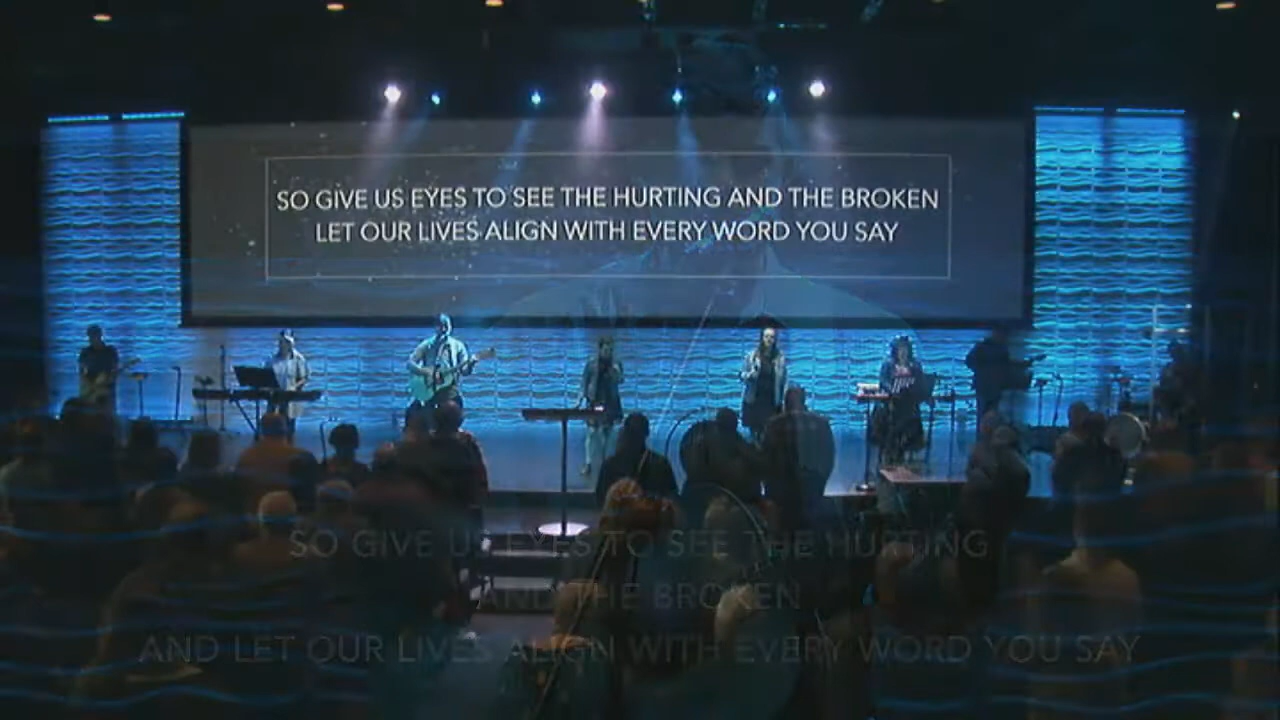 SO GIVE US EYES TO SEE THE HURTING AND THE BROKEN
LET OUR LIVES ALIGN WITH EVERY WORD YOU SAY
SO GIVE US EYES TO SEE THE HURTING
AND THE BROKEN
AND LET OUR LIVES ALIGN WITH EVERY WORD YOU SAY